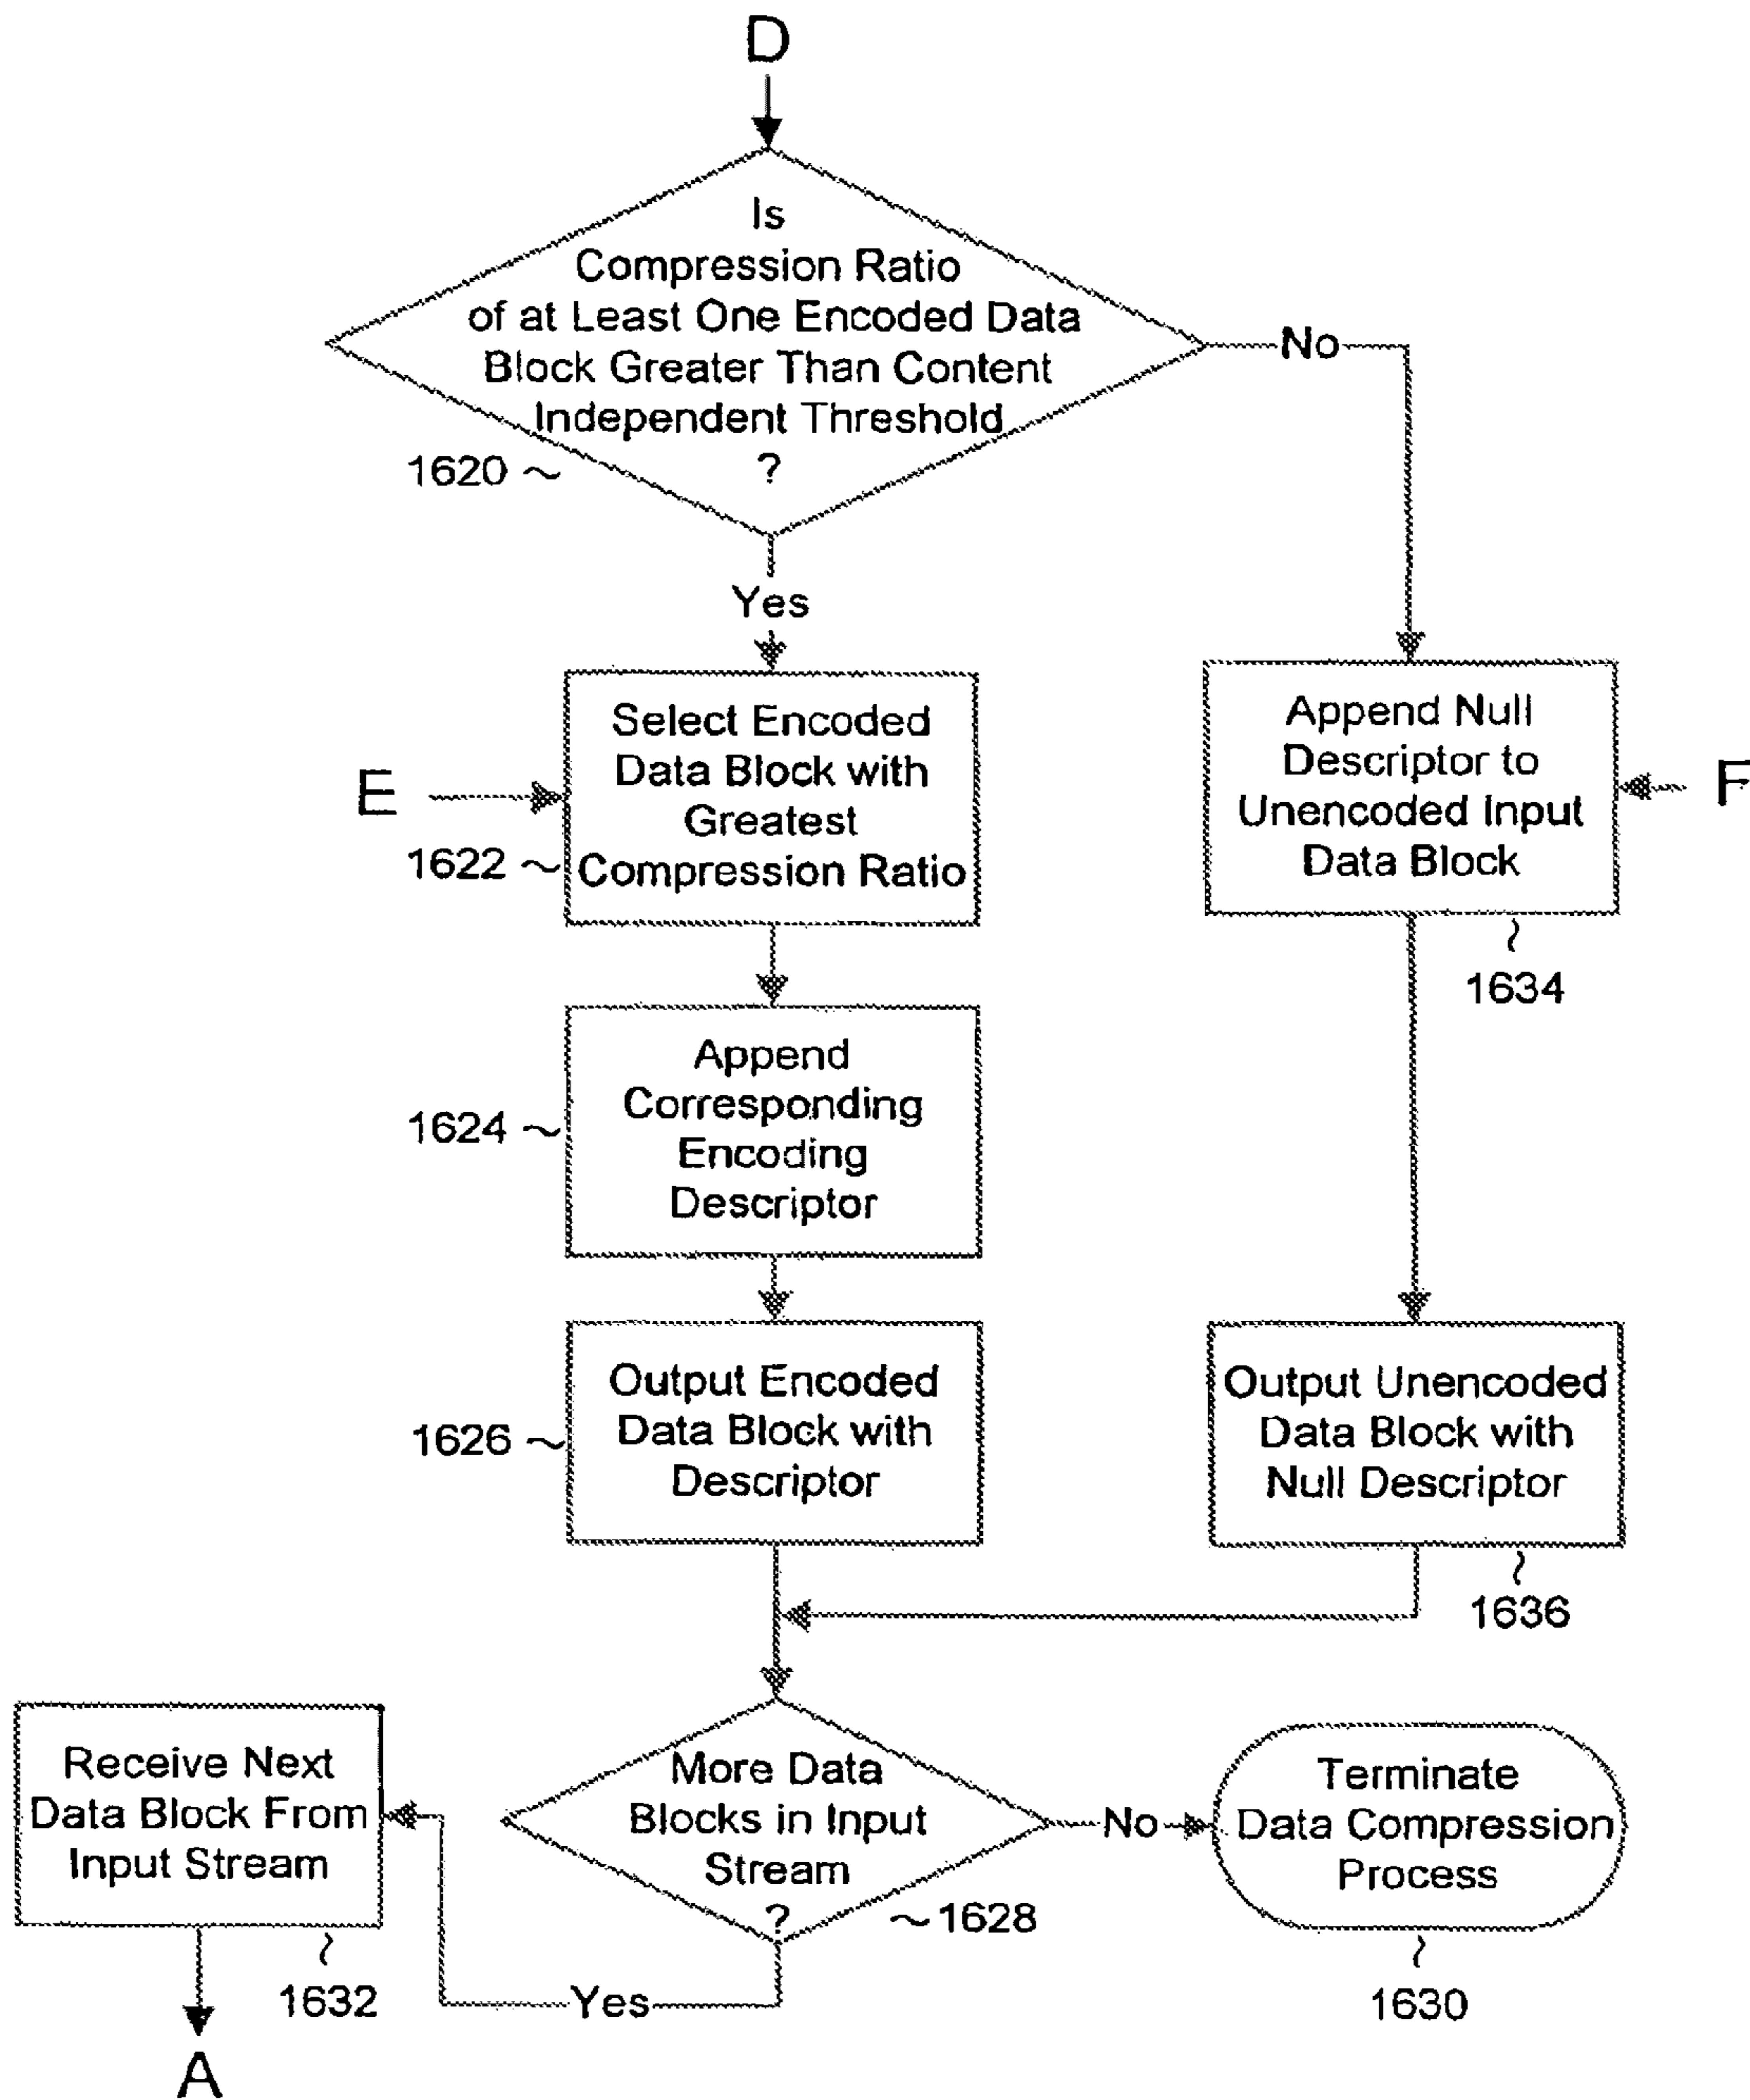 D
Is
Compression Ratio
of at Least One Encoded Data
Block Greater Than Content
Independent Threshold
?
1620
No
Yes
Select Encoded
Data Block with
Greatest
Compression Ratio
E
1622
Append Null
Descriptor to
Unencoded Input
Data Block
F
1634
Append
Corresponding
Encoding
Descriptor
1624
Output Encoded
Data Block with
Descriptor
1626
Output Unencoded
Data Block with
Null Descriptor
1636
Receive Next
Data Block From
Input Stream
1632
More Data
Blocks in Input
Stream
?
1628
No
Terminate
Data Compression
Process
1630
Yes
A